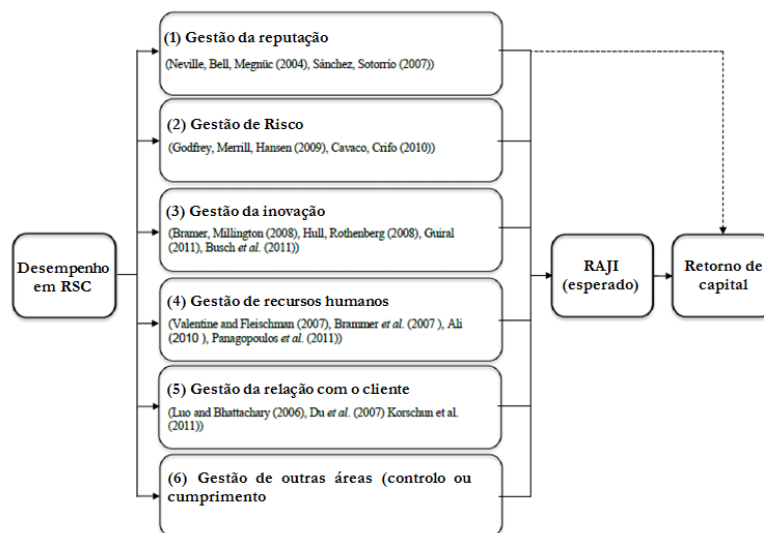 (1) Gestão da reputação
(Neville, Bell, Megnüc (2004), Sánchez, Sotorrio (2007))
(2) Gestão de Risco
(Godfrey, Merrill, Hansen (2009), Cavaco, Crifo (2010))
(3) Gestão da inovação
(Bramer, Millington (2008), Hull, Rothenberg (2008), Guiral
(2011), Busch et al. (2011))
Desempenho
em RSC
RAJI
(esperado)
Retorno de
capital
(4) Gestão de recursos humanos
(Valentine and Fleischman (2007), Brammer et al. (2007 ), Ali
(2010 ), Panagopoulos et al. (2011))
(5) Gestão da relação com o cliente
(Luo and Bhattachary (2006), Du et al. (2007) Korschun et al.
(2011))
(6) Gestão de outras áreas (controlo ou
cumprimento